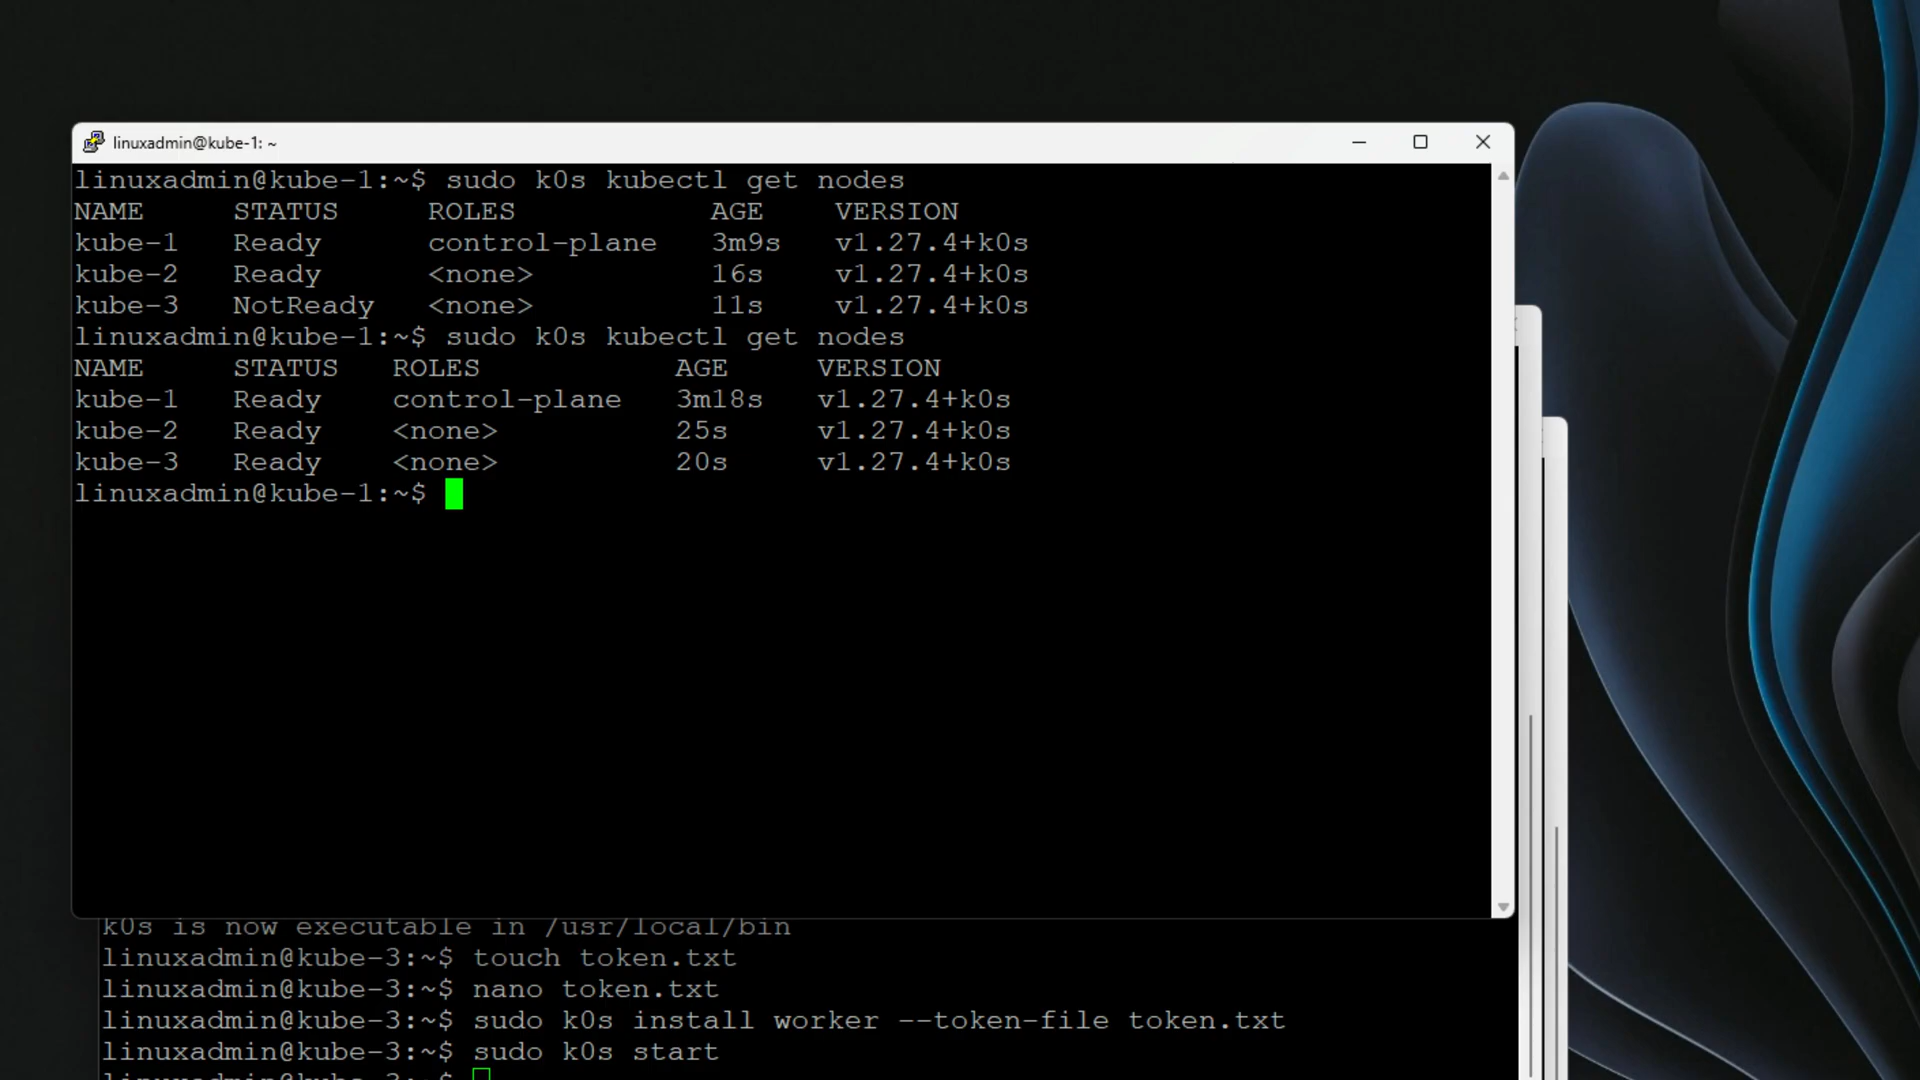 linuxadmin@kube-1: ~
linuxadmin@kube-1:~$ sudo k0s kubectl get nodes
NAME STATUS ROLES AGE VERSION
kube-1 Ready control-plane 3m9s v1.27.4+k0s
kube-2 Ready <none> 16s v1.27.4+k0s
kube-3 NotReady <none> 11s v1.27.4+k0s
linuxadmin@kube-1:~$ sudo k0s kubectl get nodes
NAME STATUS ROLES AGE VERSION
kube-1 Ready control-plane 3m18s v1.27.4+k0s
kube-2 Ready <none> 25s v1.27.4+k0s
kube-3 Ready <none> 20s v1.27.4+k0s
linuxadmin@kube-1:~$
k0s is now executable in /usr/local/bin
linuxadmin@kube-3:~$ touch token.txt
linuxadmin@kube-3:~$ nano token.txt
linuxadmin@kube-3:~$ sudo k0s install worker --token-file token.txt
linuxadmin@kube-3:~$ sudo k0s start
linuxadmin@kube-3:~$